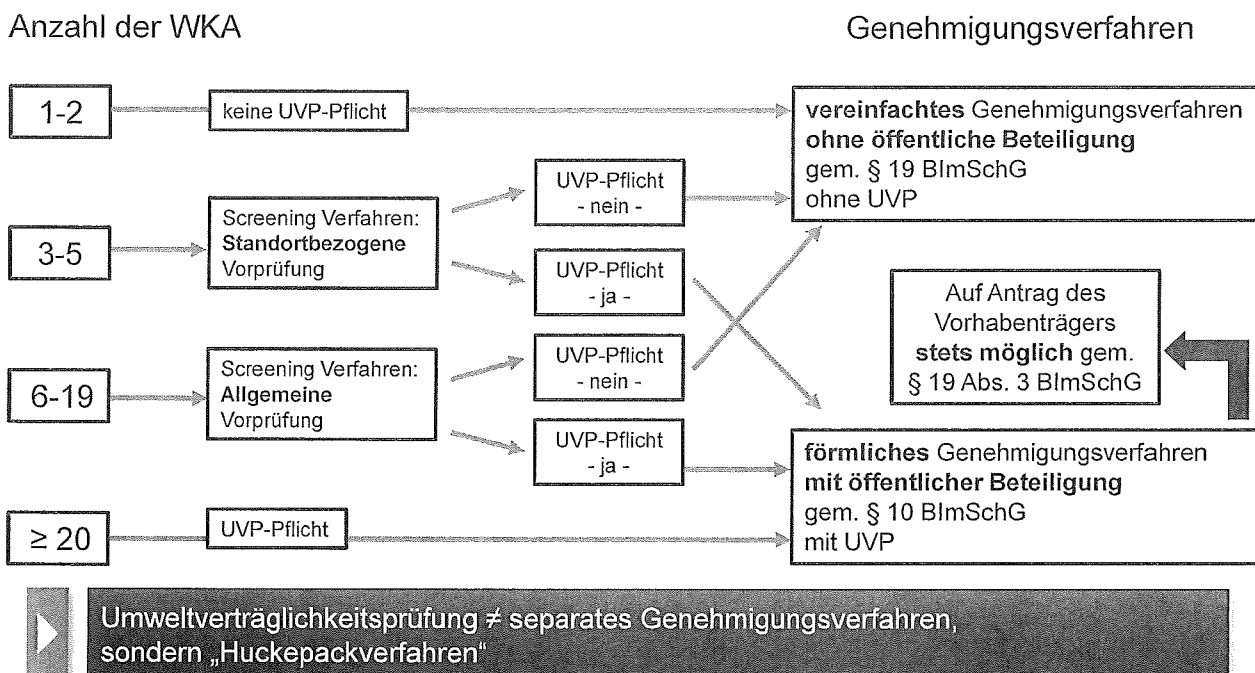 Anzahl der WKA
Genehmigungsverfahren
1-2
keine UVP-Pflicht
vereinfachtes Genehmigungsverfahren
ohne öffentliche Beteiligung
gem. § 19 BImSchG
ohne UVP
3-5
Screening Verfahren:
Standortbezogene
Vorprüfung
UVP-Pflicht
- nein -
UVP-Pflicht
- ja -
Auf Antrag des
Vorhabenträgers
stets möglich gem.
§ 19 Abs. 3 BImSchG
6-19
Screening Verfahren:
Allgemeine
Vorprüfung
UVP-Pflicht
- nein -
UVP-Pflicht
- ja -
förmliches Genehmigungsverfahren
mit öffentlicher Beteiligung
gem. § 10 BImSchG
mit UVP
≥ 20
UVP-Pflicht
Umweltverträglichkeitsprüfung ≠ separates Genehmigungsverfahren,
sondern „Huckepackverfahren“